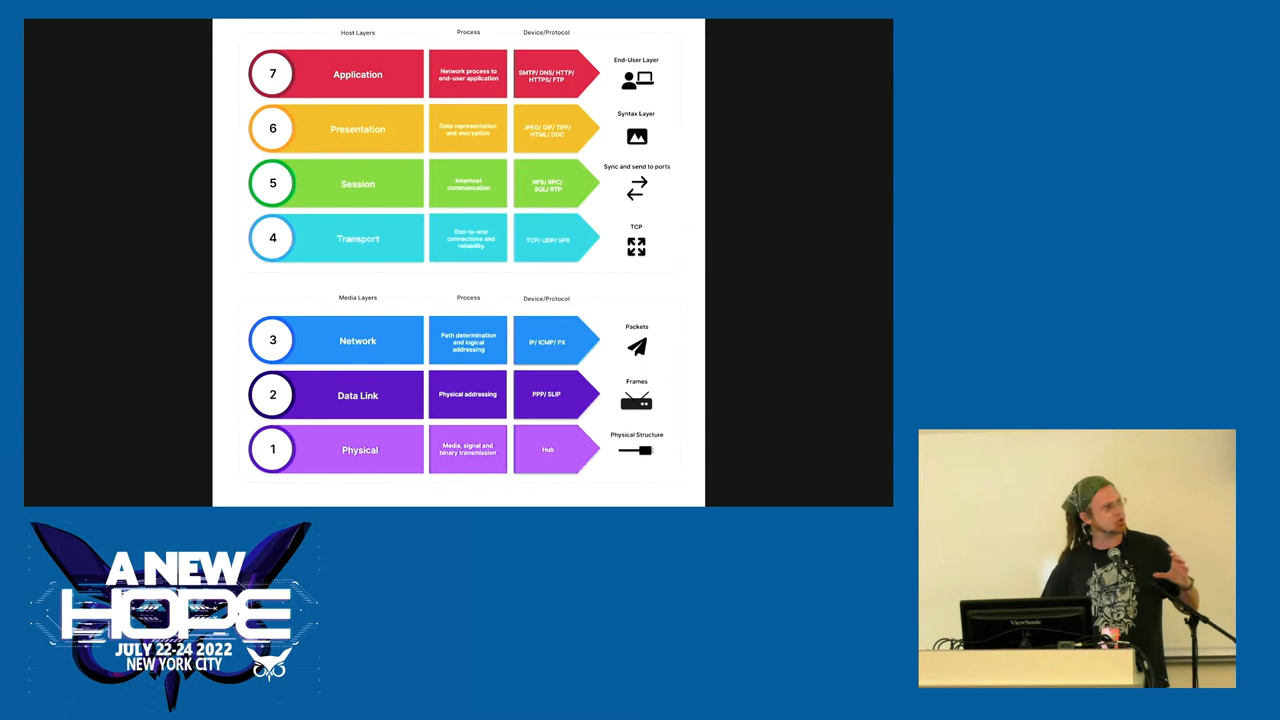 Host Layers Process Device/Protocol
7 Application
Network process to
end-user application
SMTP/ DNS/ HTTP/
HTTPS/ FTP
End-User Layer
6 Presentation
Data representation
and encryption
JPEG/ GIF/ TIFF/
HTML/ DOC
Syntax Layer
5 Session
Interhost
communcation
NFS/ RPC/
SQL/ RTP
Sync and send to ports
4 Transport
End-to-end
connections and
reliability
TCP/ UDP/ SPX
TCP
Media Layers Process Device/Protocol
3 Network
Path determination
and logical
addressing
IP/ ICMP/ PX
Packets
2 Data Link
Physical addressing
PPP/ SLIP
Frames
1 Physical
Media, signal and
binary transmission
Hub
Physical Structure
A NEW
HOPE
JULY 22-24 2022
NEW YORK CITY
ViewSonic